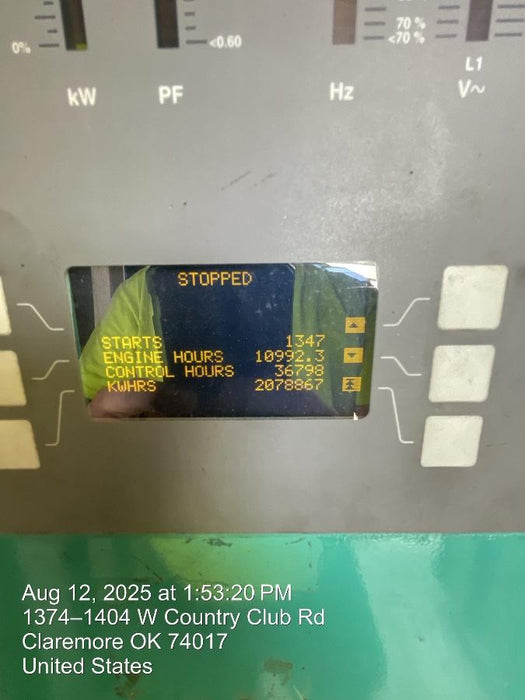 0%
<0.60
70 %
<70 %
kW
PF
Hz
L1
V~
STOPPED
STARTS 1347
ENGINE HOURS 10992.3
CONTROL HOURS 36798
KWHRS 2078867
Aug 12, 2025 at 1:53:20 PM
1374–1404 W Country Club Rd
Claremore OK 74017
United States